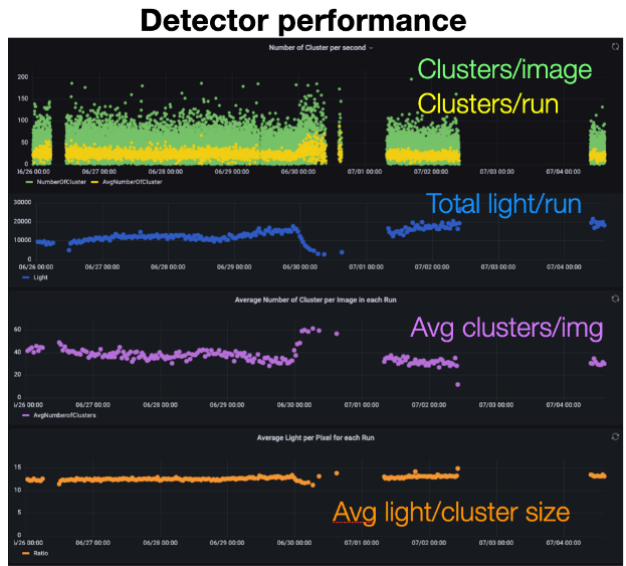 Detector performance
Number of Cluster per second
Clusters/image
Clusters/run
200
150
100
50
0
06/26 00:00 06/27 00:00 06/28 00:00 06/29 00:00 06/30 00:00 07/01 00:00 07/02 00:00 07/03 00:00 07/04 00:00
NumberOfCluster AvgNumberOfCluster
Total light/run
30000
20000
10000
0
06/26 00:00 06/27 00:00 06/28 00:00 06/29 00:00 06/30 00:00 07/01 00:00 07/02 00:00 07/03 00:00 07/04 00:00
Light
Average Number of Cluster per Image in each Run
Avg clusters/img
60
40
20
0
/26 00:00 06/27 00:00 06/28 00:00 06/29 00:00 06/30 00:00 07/01 00:00 07/02 00:00 07/03 00:00 07/04 00:00
AvgNumberofClusters
Average Light per Pixel for each Run
15
10
5
0
/26 00:00 06/27 00:00 06/28 00:00 06/29 00:00 06/30 00:00 07/01 00:00 07/02 00:00 07/03 00:00 07/04 00:00
Avg light/cluster size
Ratio